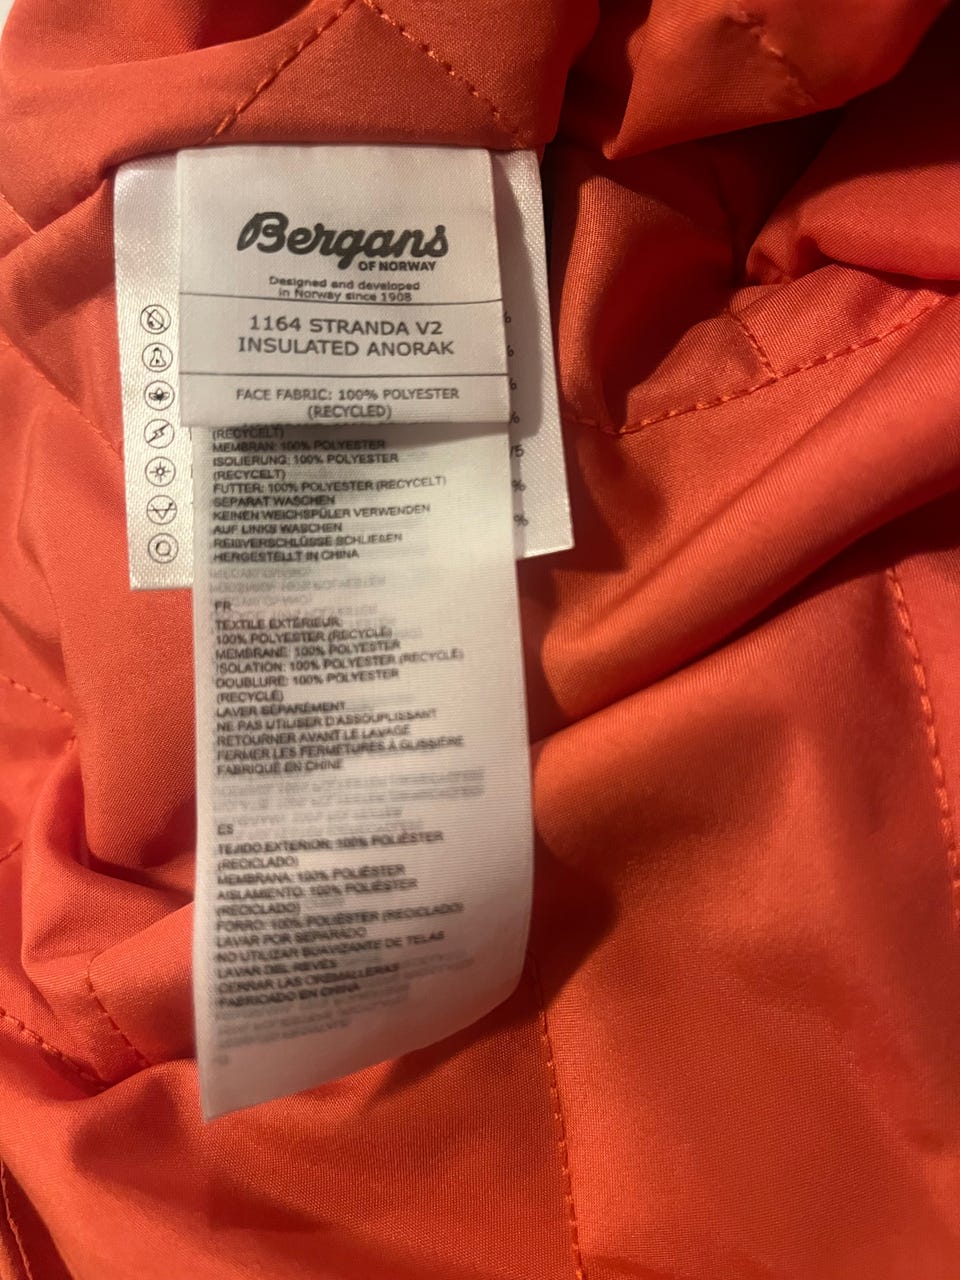 Bergans
OF NORWAY
Designed and developed
in Norway since 1908
1164 STRANDA V2
INSULATED ANORAK
FACE FABRIC: 100% POLYESTER
(RECYCLED)
(RECYCELT)
MEMBRAN: 100% POLYESTER
ISOLIERUNG: 100% POLYESTER
(RECYCELT)
FUTTER: 100% POLYESTER (RECYCELT)
SEPARAT WASCHEN
KEINEN WEICHSPÜLER VERWENDEN
AUF LINKS WASCHEN
REIßVERSCHLÜSSE SCHLIEßEN
HERGESTELLT IN CHINA
FR
TEXTILE EXTÉRIEUR:
100% POLYESTER (RECYCLÉ)
MEMBRANE: 100% POLYESTER
ISOLATION: 100% POLYESTER (RECYCLÉ)
DOUBLURE: 100% POLYESTER
(RECYCLÉ)
LAVER SÉPARÉMENT
NE PAS UTILISER D'ASSOUPLISSANT
RETOURNER AVANT LE LAVAGE
FERMER LES FERMETURES À GLISSIÈRE
FABRIQUÉ EN CHINE
ES
TEJIDO EXTERIOR: 100% POLIÉSTER
(RECICLADO)
MEMBRANA: 100% POLIÉSTER
AISLAMIENTO: 100% POLIÉSTER
(RECICLADO)
FORRO: 100% POLIÉSTER (RECICLADO)
LAVAR POR SEPARADO
NO UTILIZAR SUAVIZANTE DE TELAS
LAVAR DEL REVÉS
CERRAR LAS CREMALLERAS
FABRICADO EN CHINA
%
%
%
%
/5
%
%